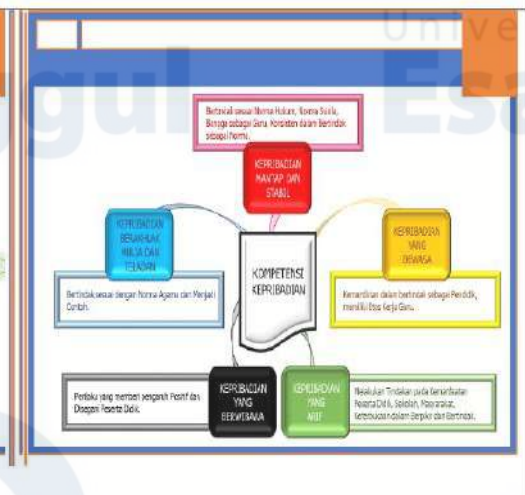 Bertindak sesuai Norma Hukum, Norma Sosial,
Bangga sebagai Guru, Konsisten dalam Bertindak
sebagai Norma.
KEPRIBADIAN
MANTAP DAN
STABIL
KEPRIBADIAN
BERAKHLAK
MULIA DAN
TELADAN
Bertindak sesuai dengan Norma Agama dan Menjadi
Contoh.
KOMPETENSI
KEPRIBADIAN
KEPRIBADIAN
YANG
DEWASA
Kemandirian dalam bertindak sebagai Pendidik,
memiliki Etos Kerja Guru.
Perilaku yang memberi pengaruh Positif dan
Disegani Peserta Didik.
KEPRIBADIAN
YANG
BERWIBAWA
KEPRIBADIAN
YANG
ARIF
Melakukan Tindakan pada Kemanfaatan
Peserta Didik, Sekolah, Masyarakat,
Keterbukaan dalam Berpikir dan Bertindak.